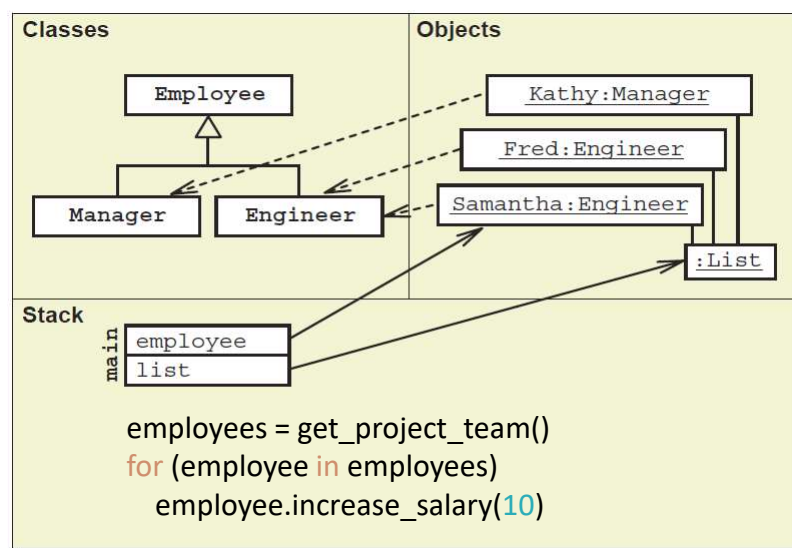 Classes
Objects
Employee
Manager
Engineer
Kathy:Manager
Fred:Engineer
Samantha:Engineer
:List
Stack
main
employee
list
employees = get_project_team()
for (employee in employees)
employee.increase_salary(10)